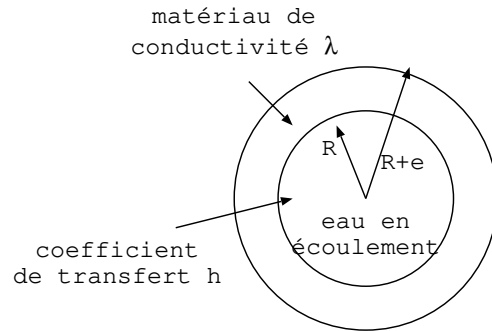 matériau de
conductivité λ
R
R+e
eau en
écoulement
coefficient
de transfert h